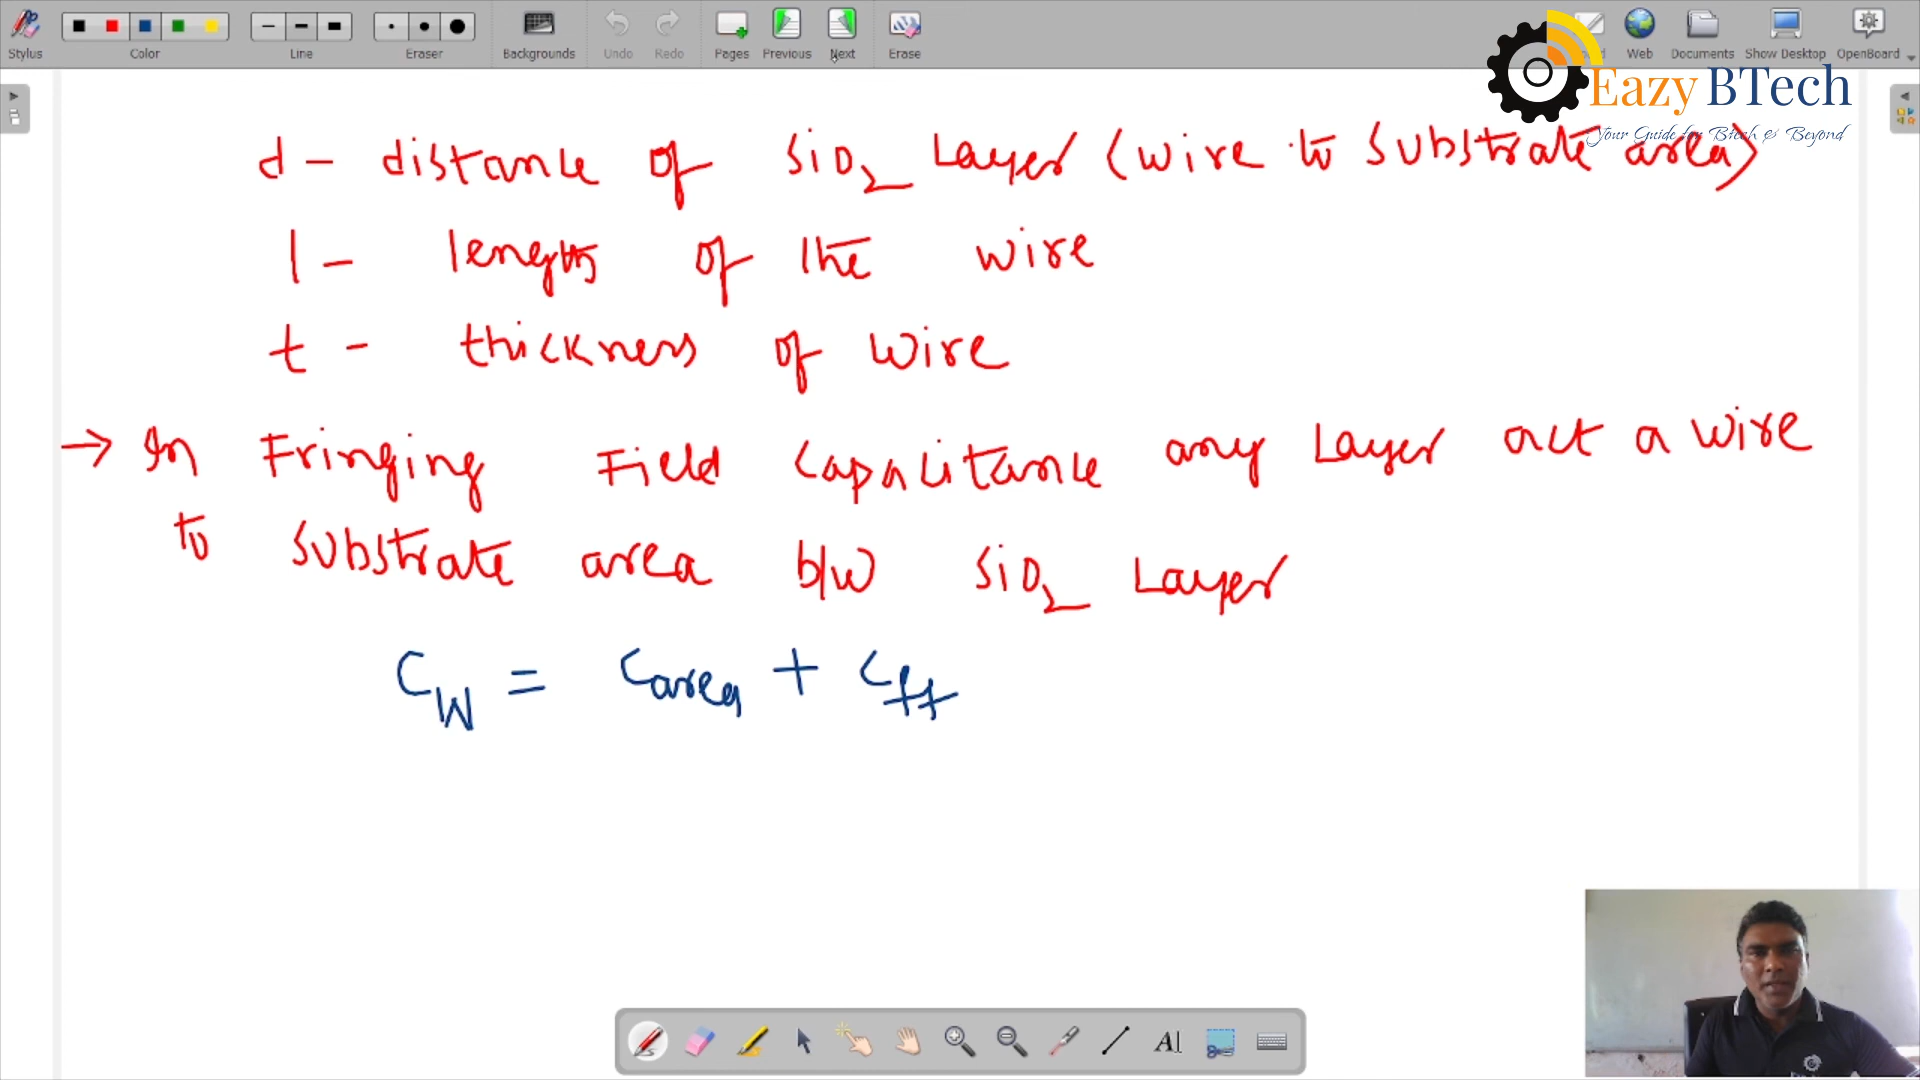 Stylus Color Line Eraser Backgrounds Undo Redo Pages Previous Next Erase Web Documents Show Desktop OpenBoard
Eazy BTech
Your Guide for Btech & Beyond
d - distance of SiO2 Layer (wire to substrate area)
l - length of the wire
t - thickness of wire
→ In Fringing Field capacitance any Layer act a wire
to substrate area b/w SiO2 Layer
Cw = Carea + Cff
AI